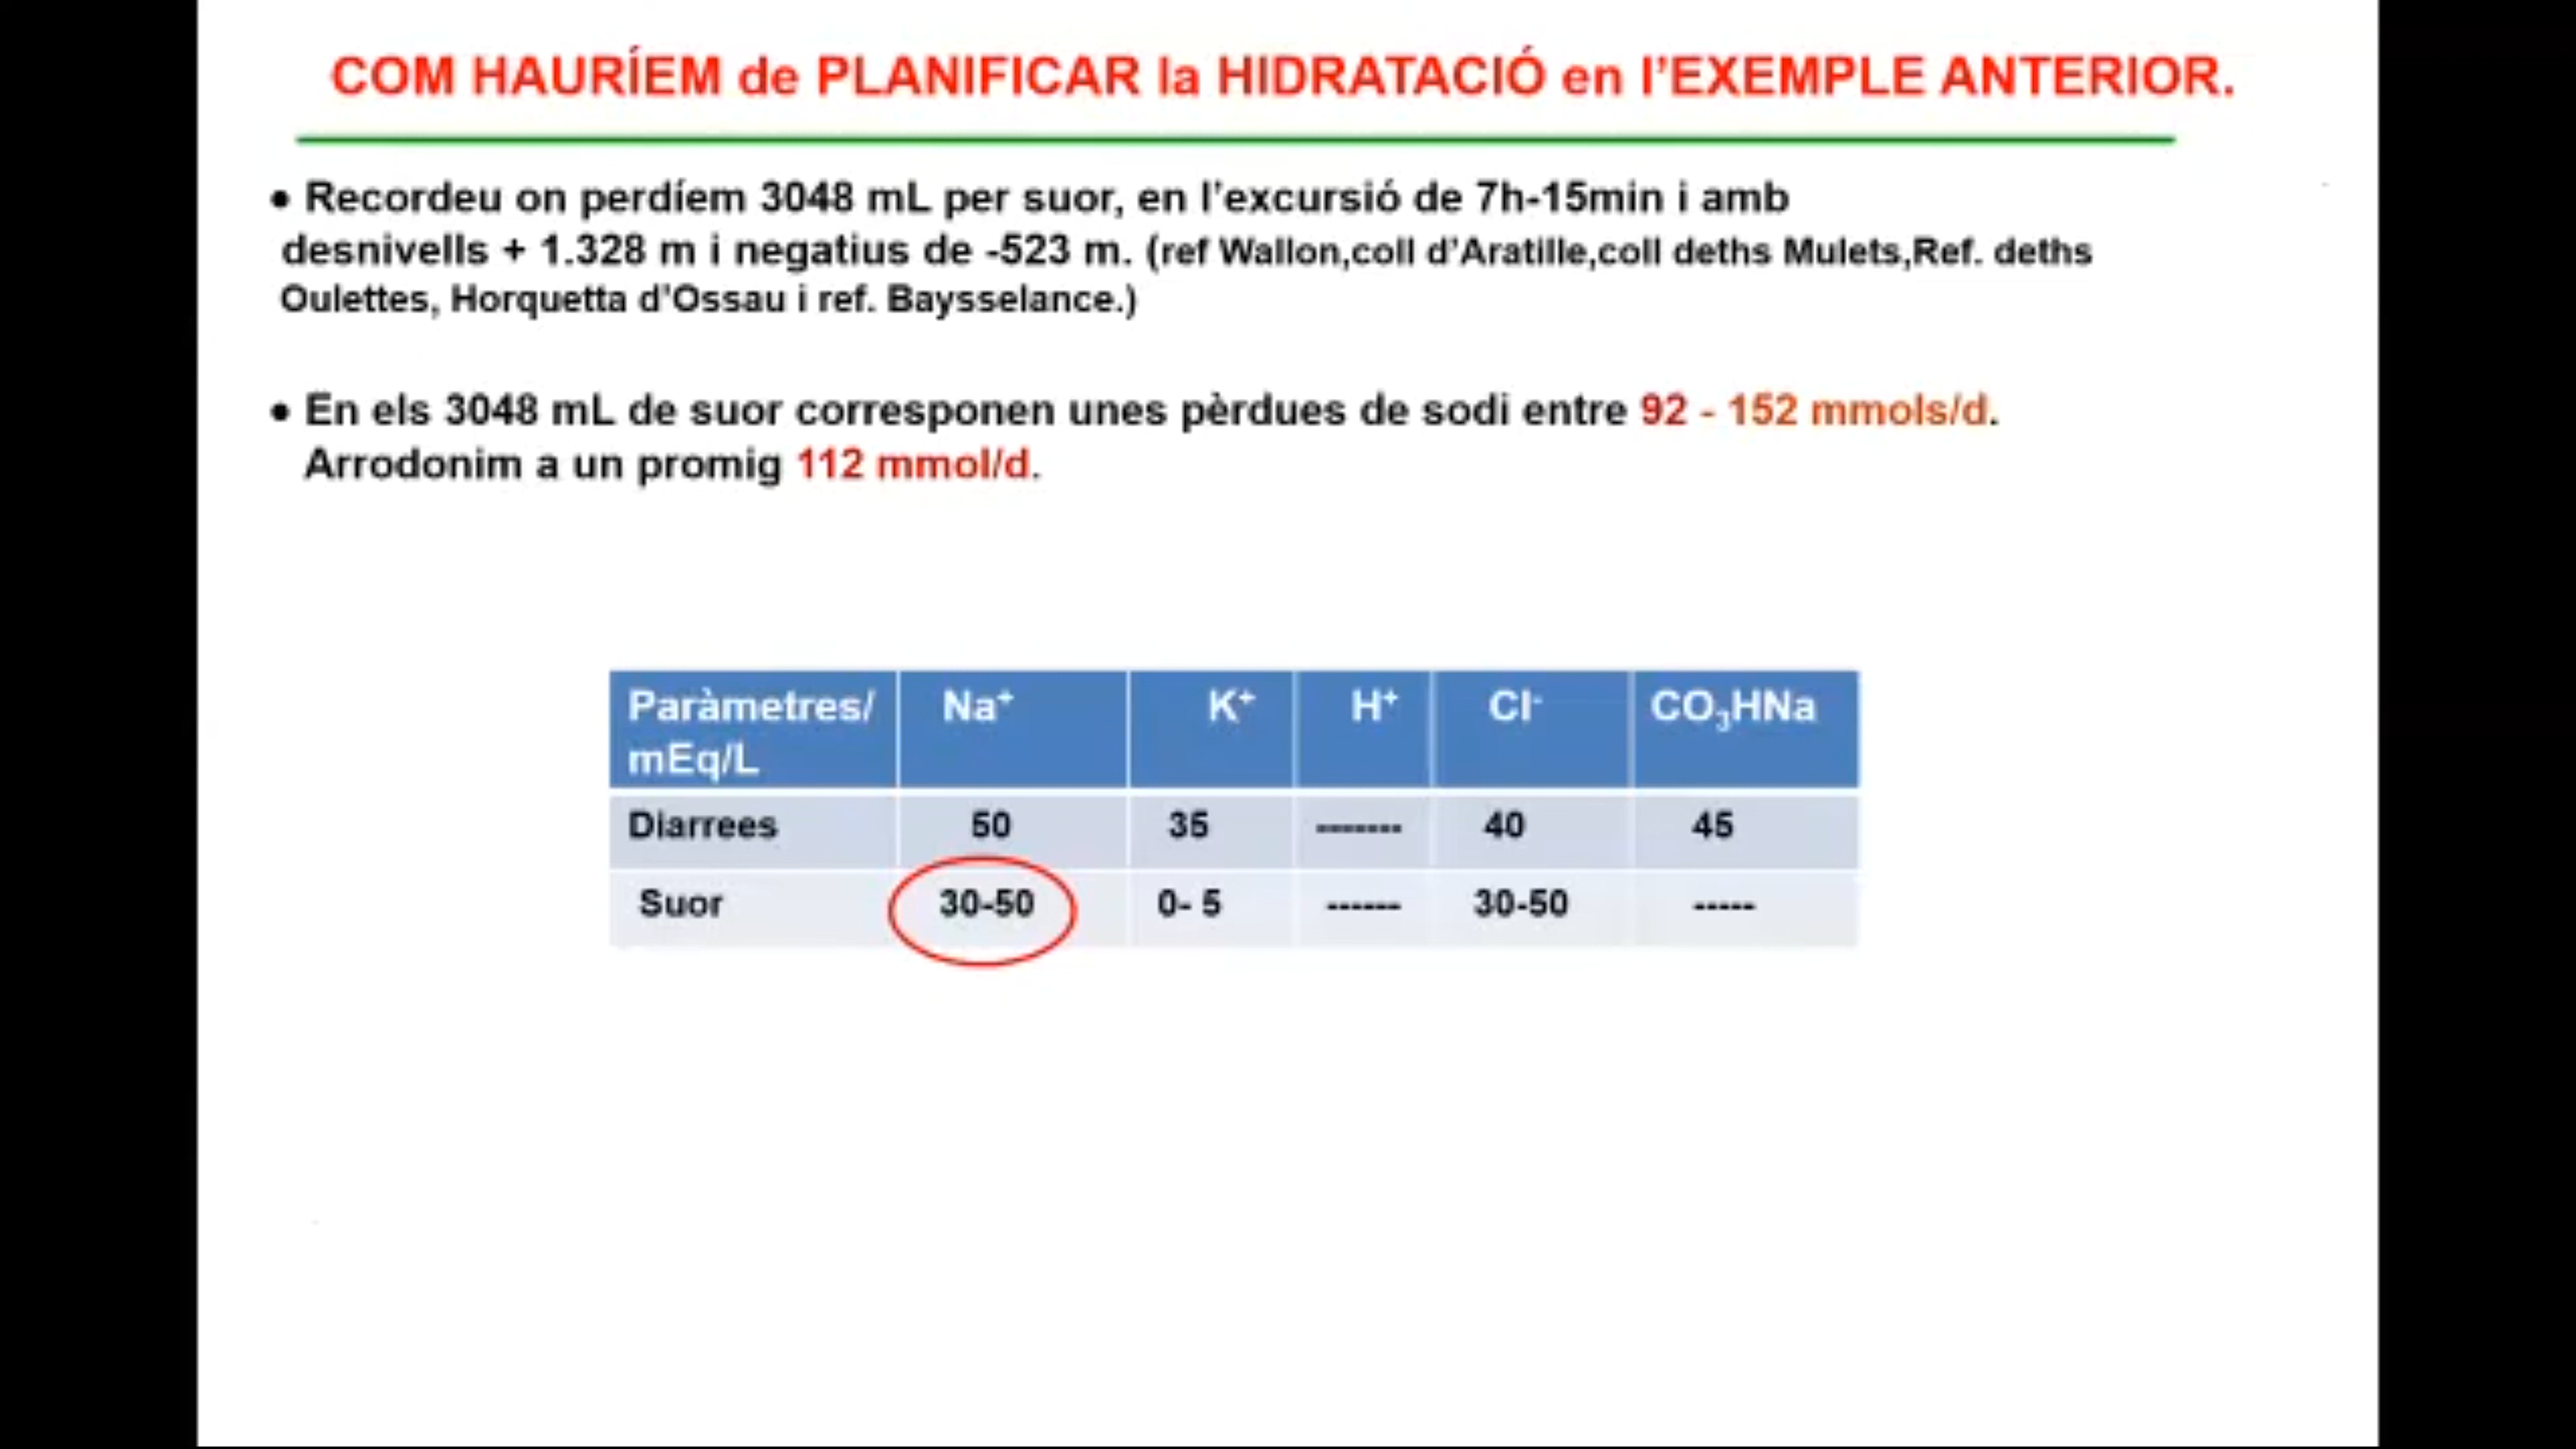 COM HAURÍEM de PLANIFICAR la HIDRATACIÓ en l’EXEMPLE ANTERIOR.
● Recordeu on perdíem 3048 mL per suor, en l’excursió de 7h-15min i amb
desnivells + 1.328 m i negatius de -523 m. (ref Wallon,coll d’Aratille,coll deths Mulets,Ref. deths
Oulettes, Horquetta d’Ossau i ref. Baysselance.)
● En els 3048 mL de suor corresponen unes pèrdues de sodi entre 92 - 152 mmols/d.
Arrodonim a un promig 112 mmol/d.
Paràmetres/ mEq/L Na⁺ K⁺ H⁺ Cl⁻ CO₃HNa
Diarrees 50 35 ------- 40 45
Suor 30-50 0- 5 ------ 30-50 -----